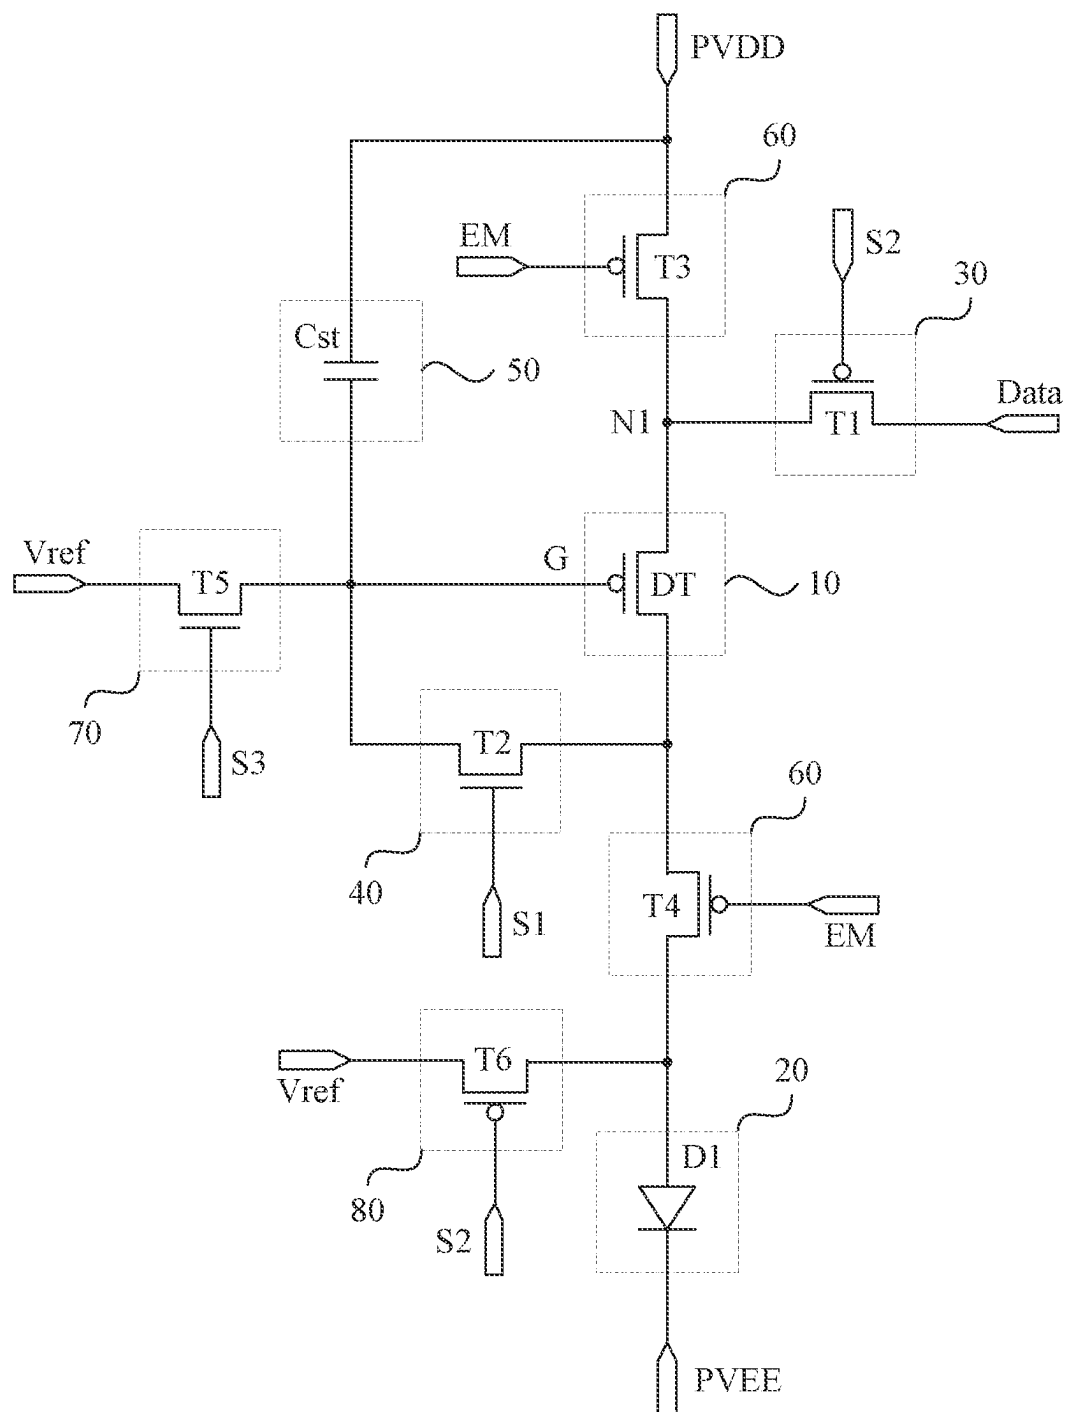 PVDD
60
EM
T3
S2
30
Cst
50
Data
N1
T1
Vref
T5
G
DT
10
70
S3
T2
60
40
S1
T4
EM
Vref
T6
20
80
S2
D1
PVEE